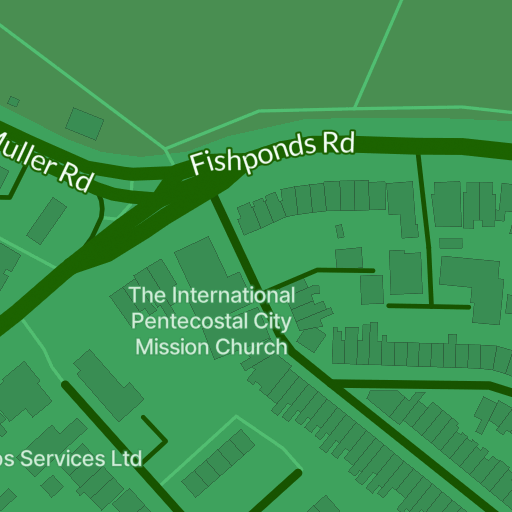 Muller Rd
Fishponds Rd
The International
Pentecostal City
Mission Church
Services Ltd